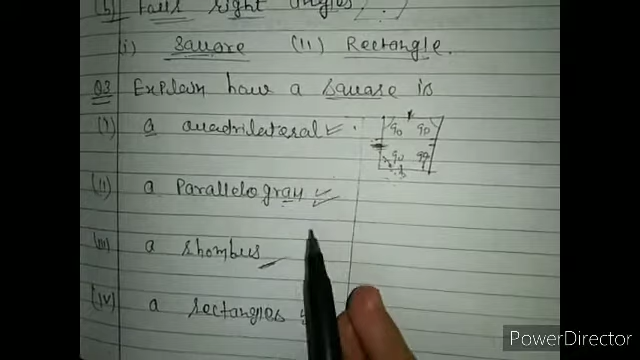 (b) four right angles
(i) Square (ii) Rectangle.
Q3 Explain how a square is
(i) a quadrilateral
90 90
90 90
(ii) a Parallelogram
(iii) a rhombus
(iv) a rectangles
PowerDirector